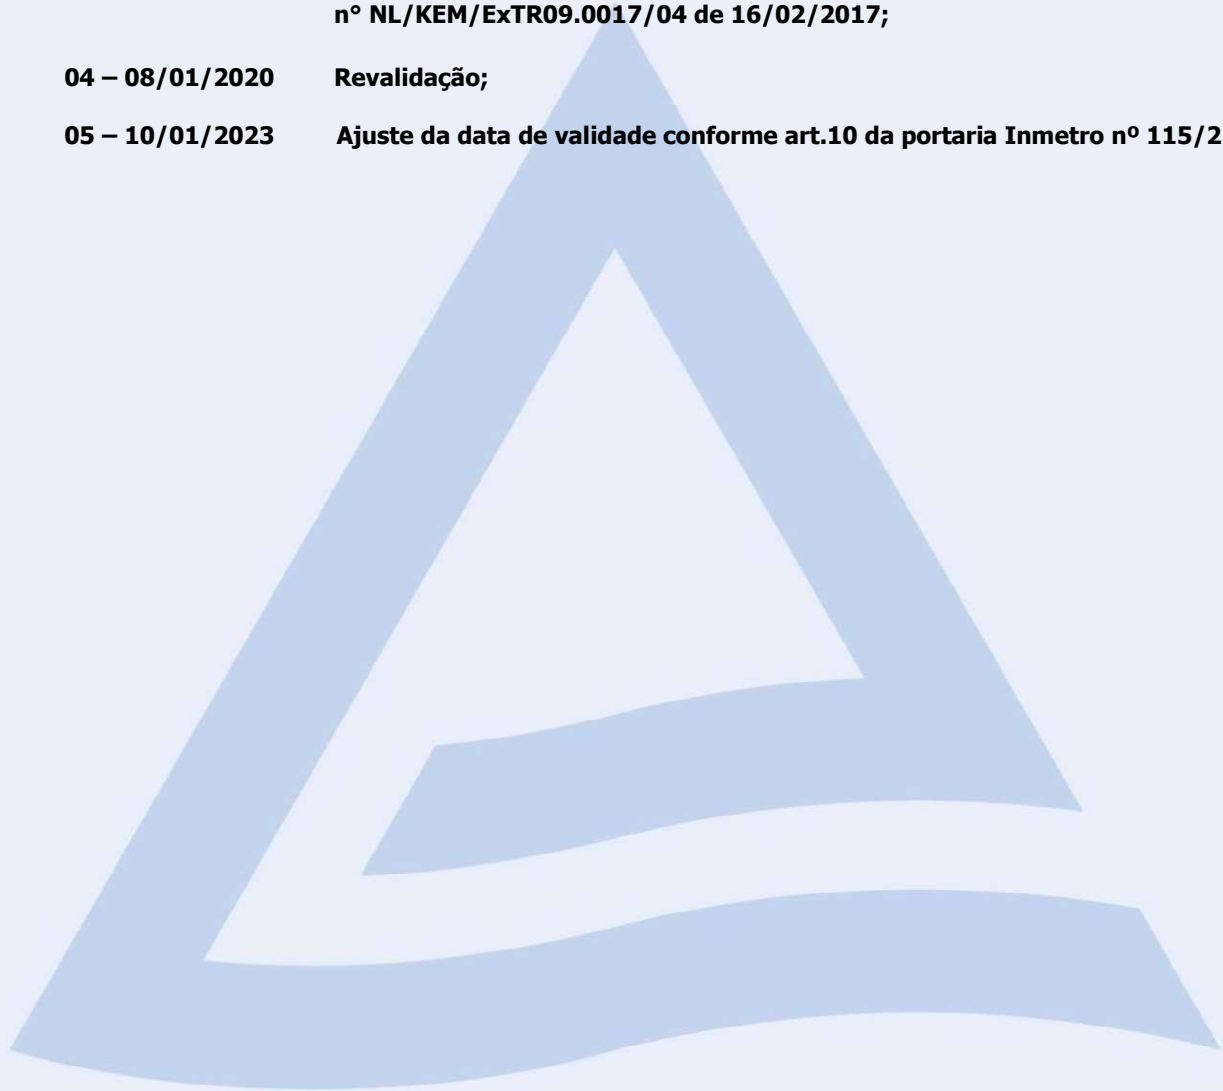 n° NL/KEM/ExTR09.0017/04 de 16/02/2017;
04 – 08/01/2020 Revalidação;
05 – 10/01/2023 Ajuste da data de validade conforme art.10 da portaria Inmetro nº 115/2